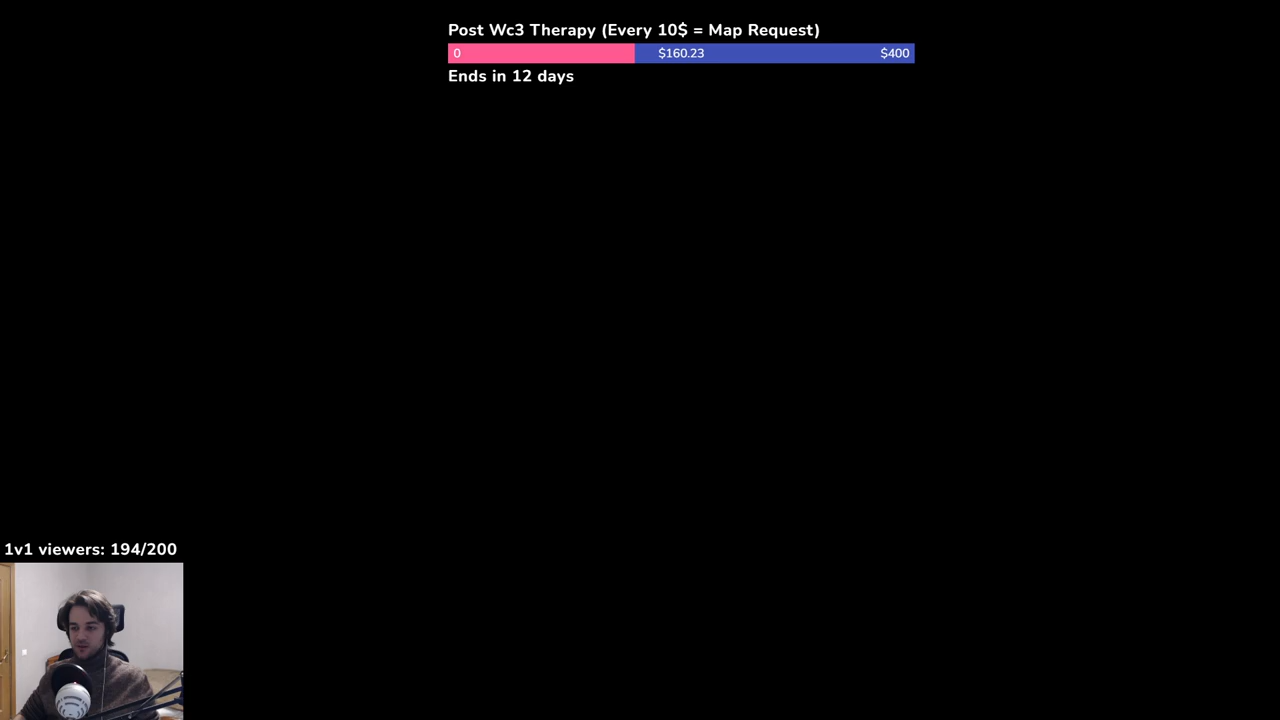 Post Wc3 Therapy (Every 10$ = Map Request)
0 $160.23 $400
Ends in 12 days
1v1 viewers: 194/200